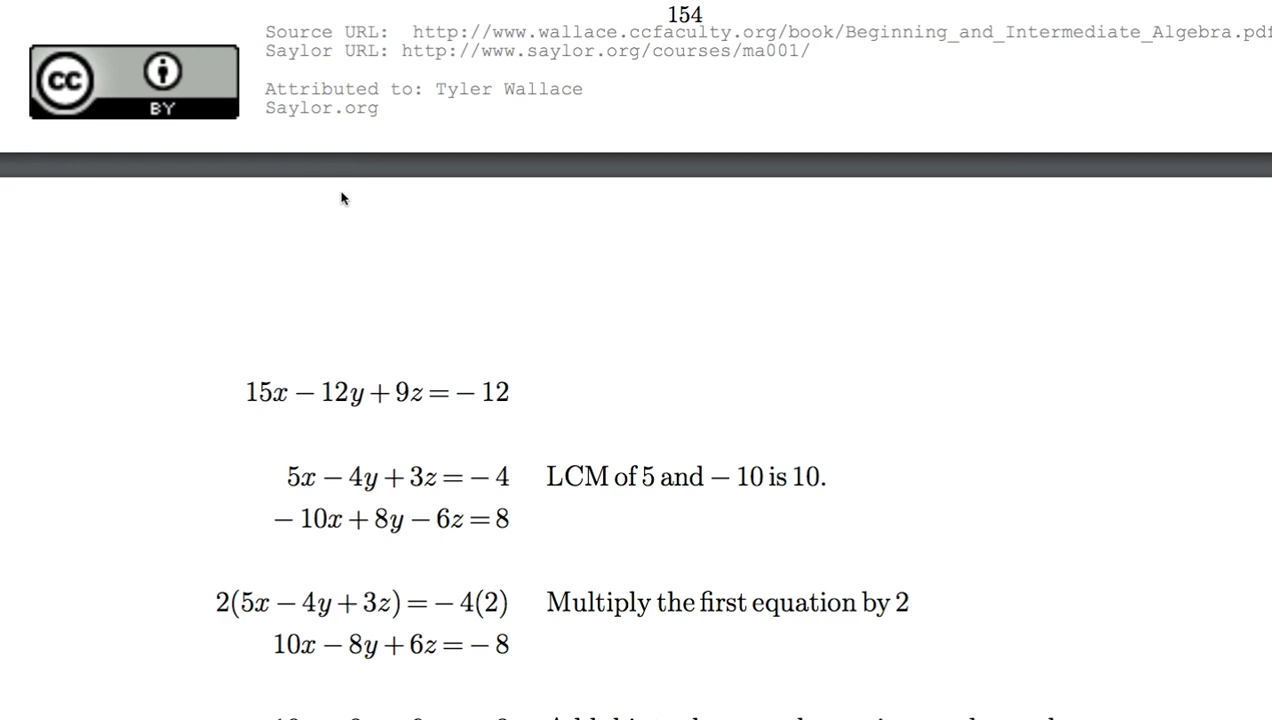 154
Source URL: http://www.wallace.ccfaculty.org/book/Beginning_and_Intermediate_Algebra.pdf
Saylor URL: http://www.saylor.org/courses/ma001/
cc BY
Attributed to: Tyler Wallace
Saylor.org
15x − 12y + 9z = − 12
5x − 4y + 3z = − 4 LCM of 5 and − 10 is 10.
− 10x + 8y − 6z = 8
2(5x − 4y + 3z) = − 4(2) Multiply the first equation by 2
10x − 8y + 6z = − 8